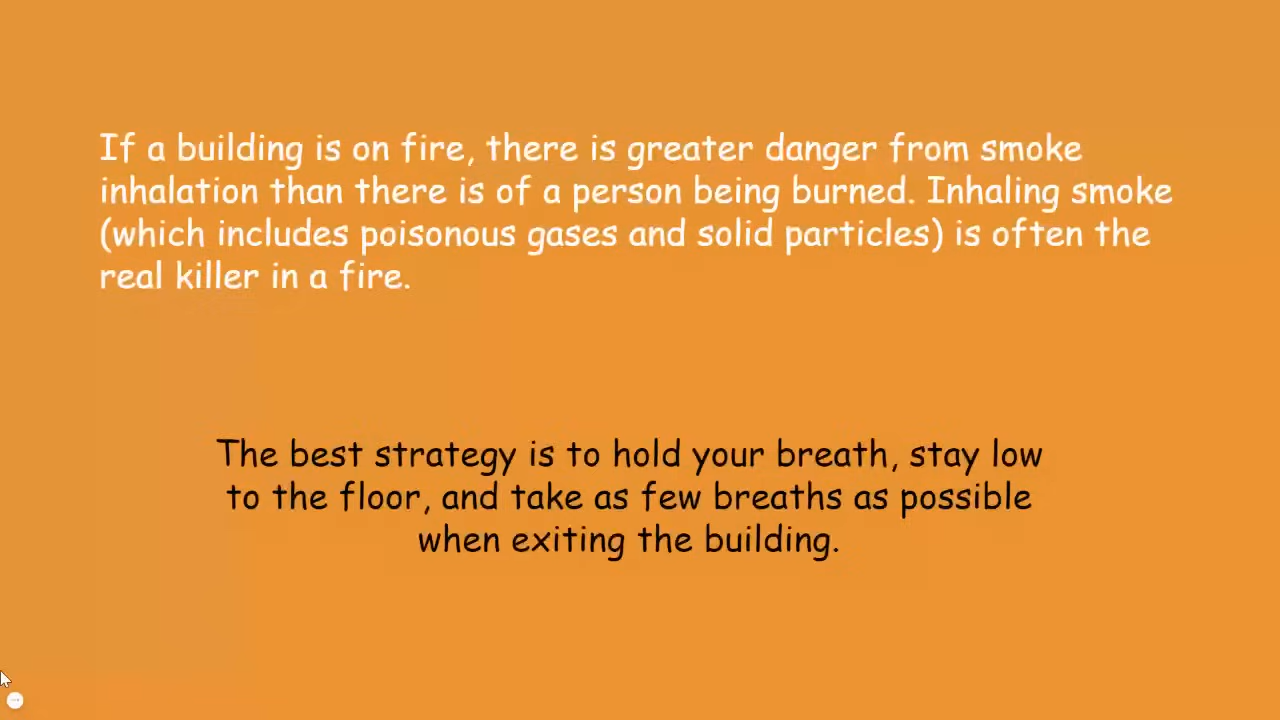 If a building is on fire, there is greater danger from smoke
inhalation than there is of a person being burned. Inhaling smoke
(which includes poisonous gases and solid particles) is often the
real killer in a fire.
The best strategy is to hold your breath, stay low
to the floor, and take as few breaths as possible
when exiting the building.